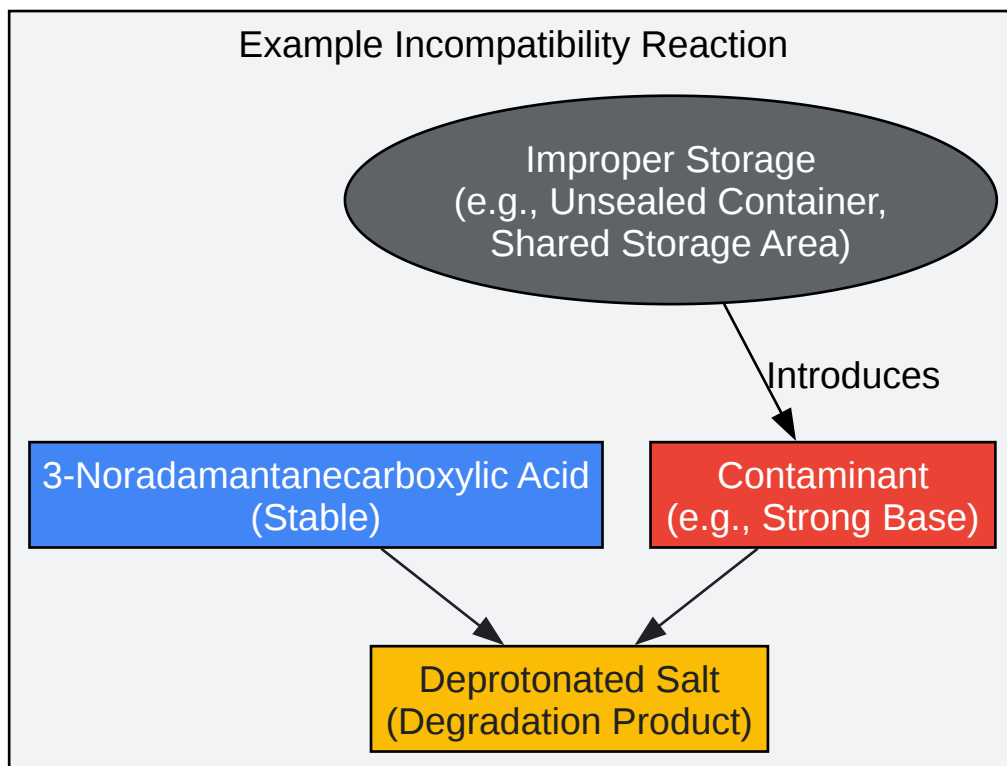 Example Incompatibility Reaction
Improper Storage
(e.g., Unsealed Container,
Shared Storage Area)
Introduces
3-Noradamantanecarboxylic Acid
(Stable)
Contaminant
(e.g., Strong Base)
Deprotonated Salt
(Degradation Product)